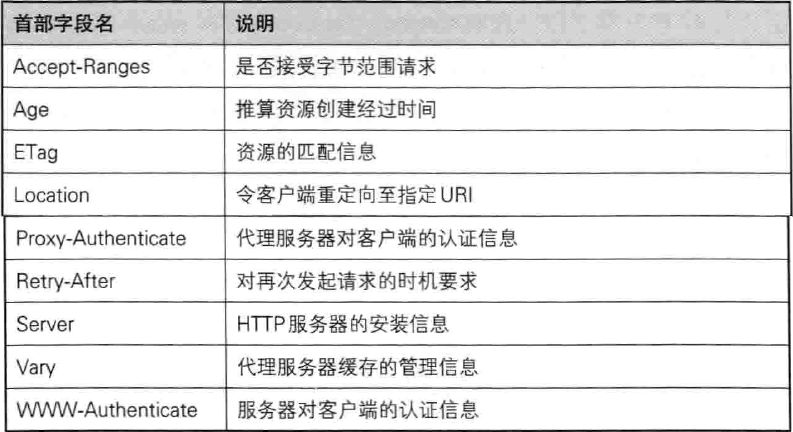 首部字段名 说明
Accept-Ranges 是否接受字节范围请求
Age 推算资源创建经过时间
ETag 资源的匹配信息
Location 令客户端重定向至指定URI
Proxy-Authenticate 代理服务器对客户端的认证信息
Retry-After 对再次发起请求的时机要求
Server HTTP服务器的安装信息
Vary 代理服务器缓存的管理信息
WWW-Authenticate 服务器对客户端的认证信息